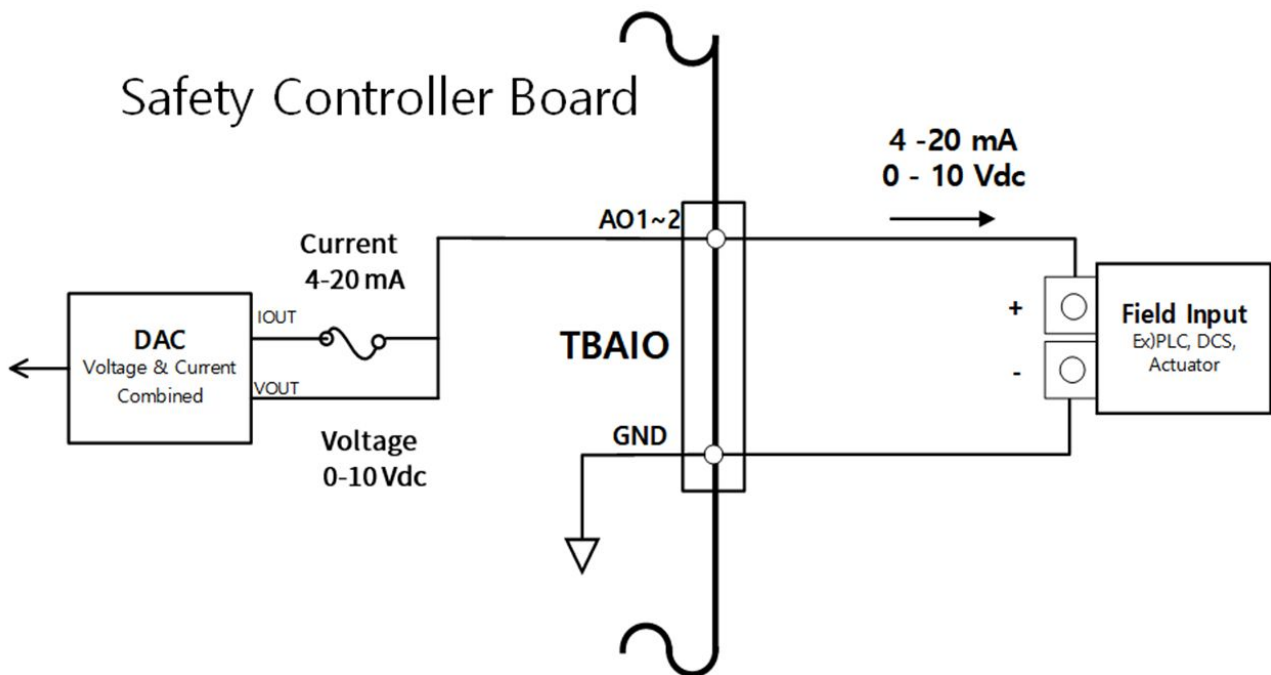 Safety Controller Board
4 -20 mA
0 - 10 Vdc
AO1~2
Current
4-20 mA
IOUT
DAC
Voltage & Current
Combined
VOUT
Voltage
0-10 Vdc
TBAIO
GND
+
-
Field Input
Ex)PLC, DCS,
Actuator